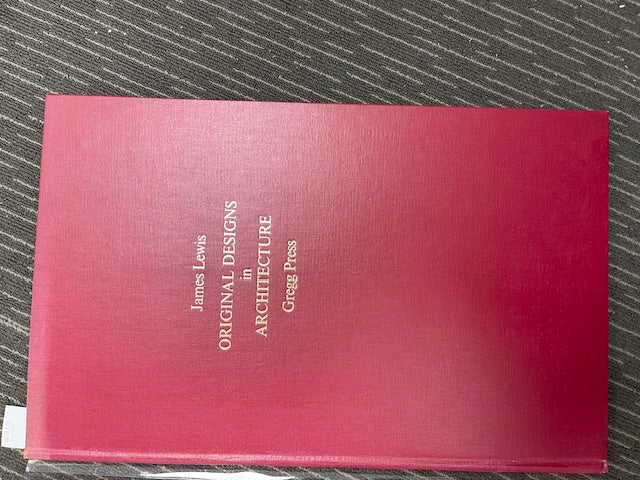 James Lewis
ORIGINAL DESIGNS
in
ARCHITECTURE
Gregg Press